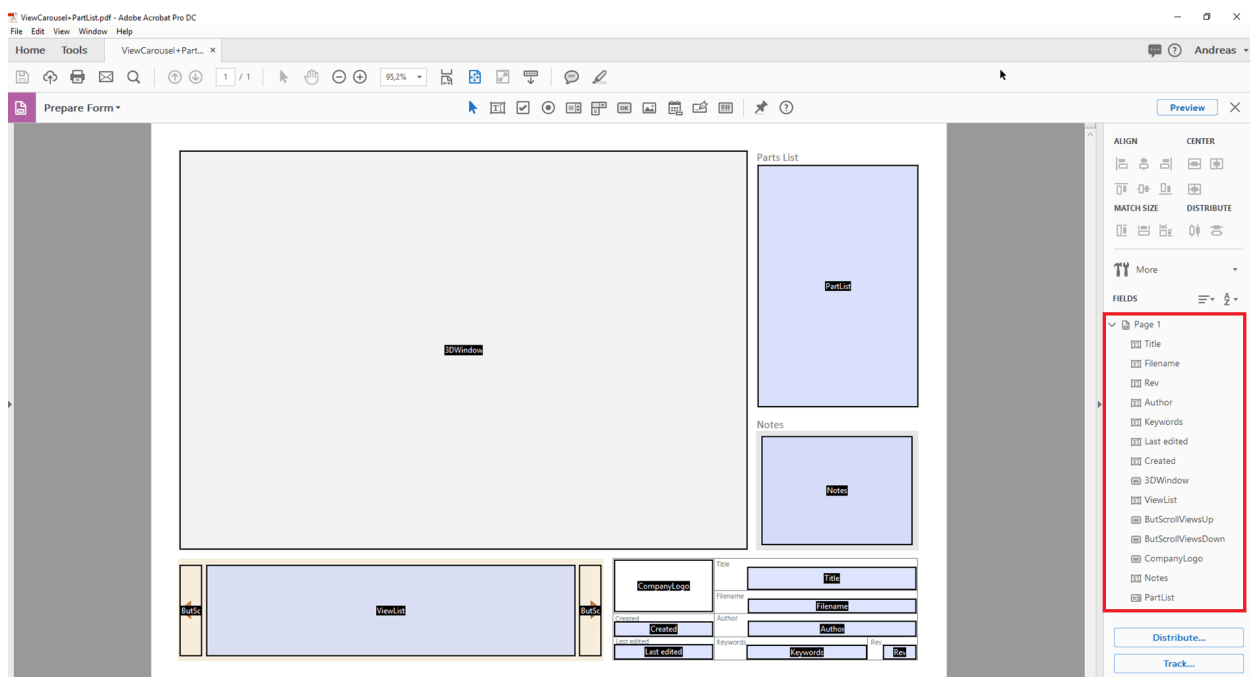 ViewCarousel+PartList.pdf - Adobe Acrobat Pro DC
File Edit View Window Help
Home Tools ViewCarousel+Part... × Andreas
1 / 1 95,2%
Prepare Form Preview
ALIGN CENTER
MATCH SIZE DISTRIBUTE
More
FIELDS
Page 1
Title
Filename
Rev
Author
Keywords
Last edited
Created
3DWindow
ViewList
ButScrollViewsUp
ButScrollViewsDown
CompanyLogo
Notes
PartList
Distribute...
Track...
Parts List
PartList
3DWindow
Notes
Notes
ButSc
ViewList
ButSc
CompanyLogo
Title
Title
Filename
Filename
Created
Created
Author
Author
Last edited
Last edited
Keywords
Keywords
Rev
Rev